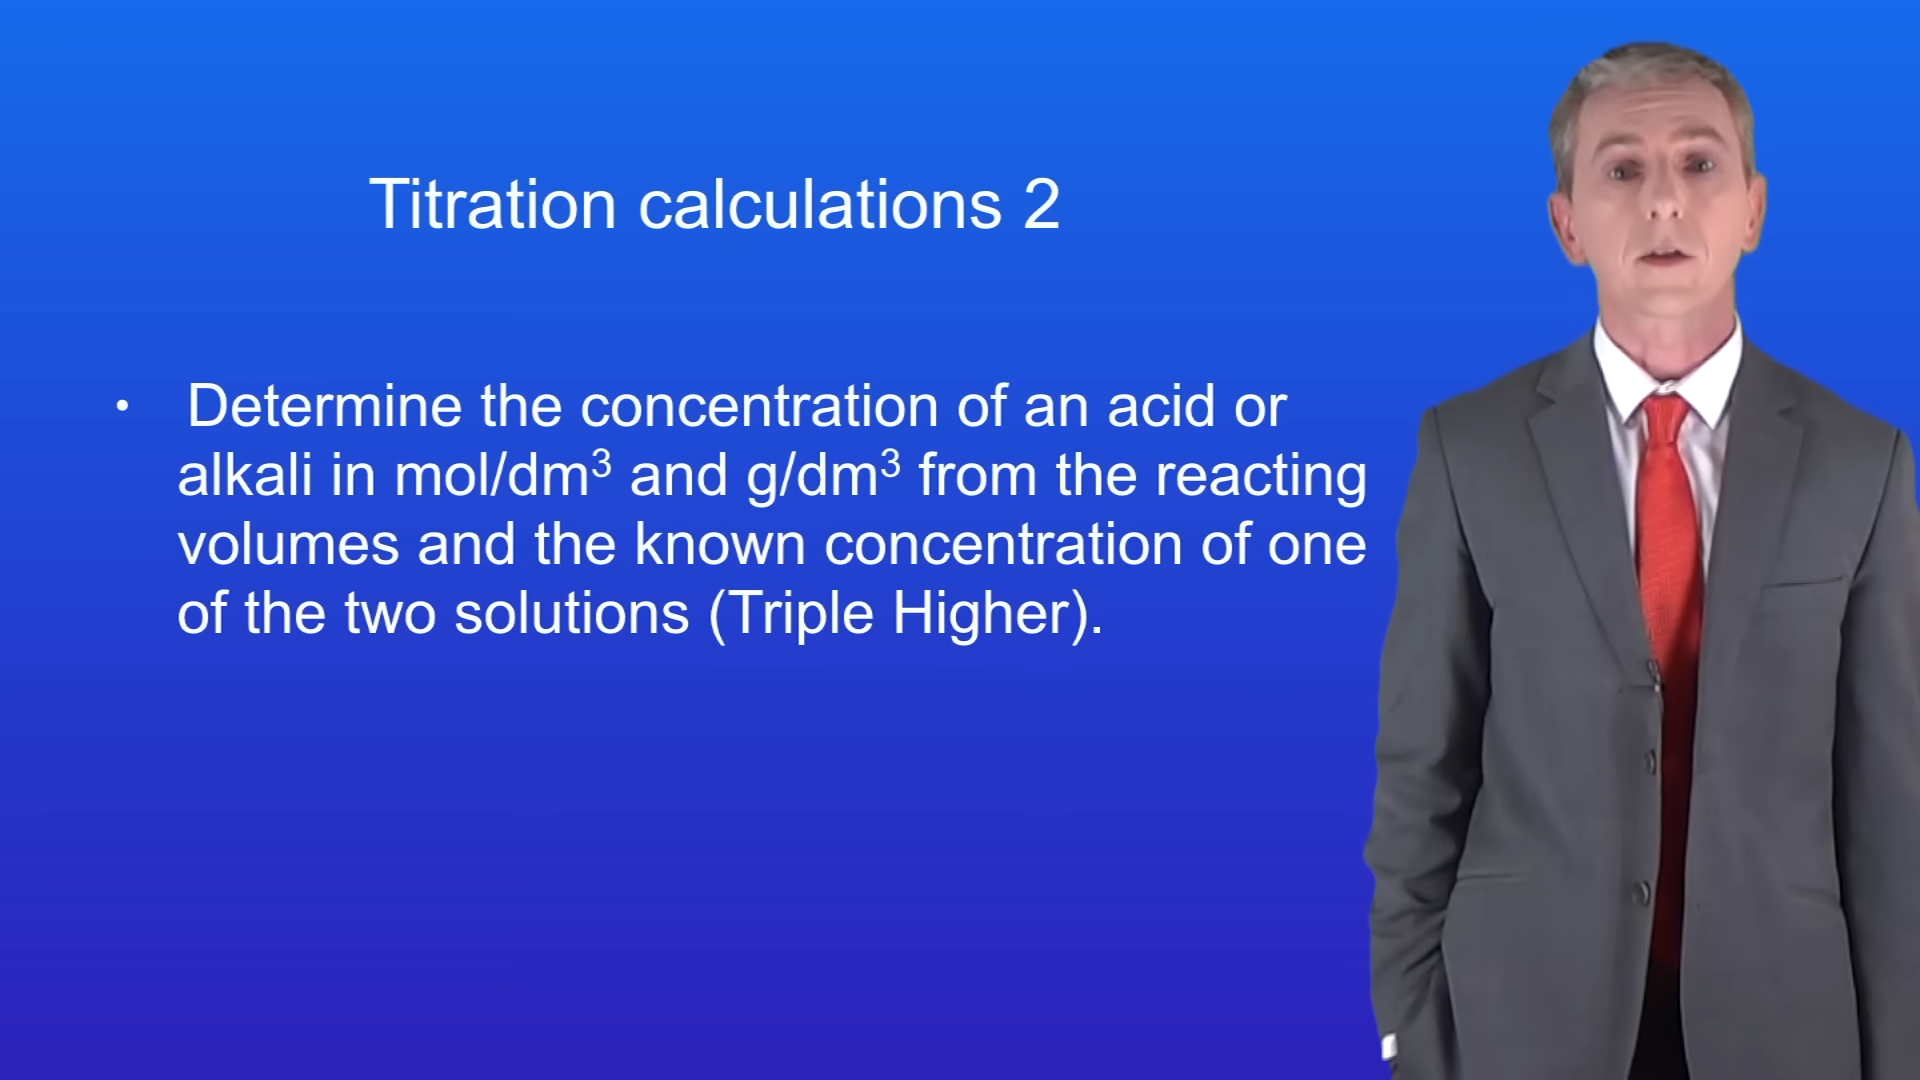 Titration calculations 2
• Determine the concentration of an acid or
alkali in mol/dm³ and g/dm³ from the reacting
volumes and the known concentration of one
of the two solutions (Triple Higher).